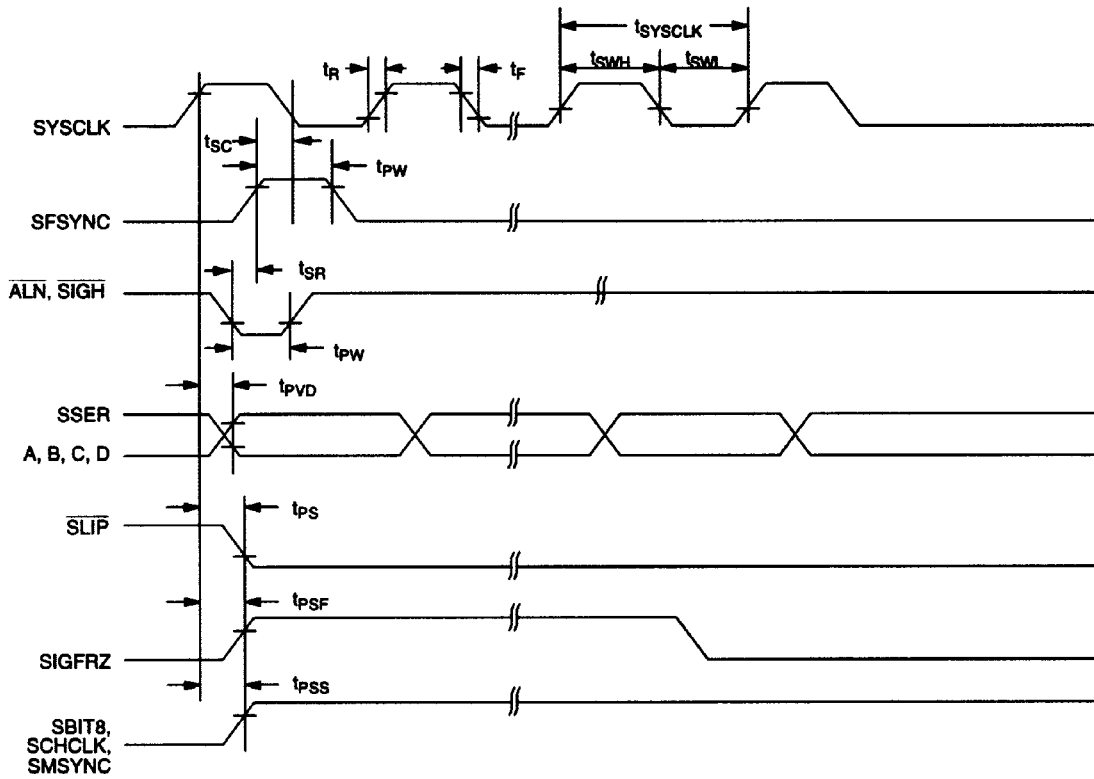 tSYSCLK
tR
tF
tSWH
tSWL
SYSCLK
tSC
tPW
SFSYNC
tSR
ALN, SIGH
tPW
tPVD
SSER
A, B, C, D
tPS
SLIP
tPSF
SIGFRZ
tPSS
SBIT8,
SCHCLK,
SMSYNC